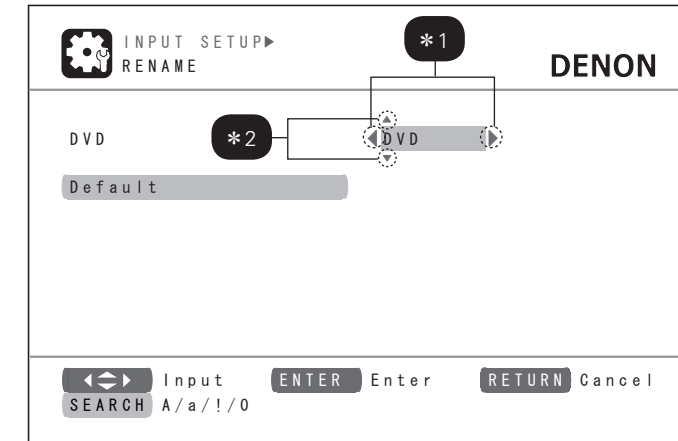 INPUT SETUP▶
RENAME
*1
DENON
DVD
*2
◀DVD ▶
Default
Input ENTER Enter RETURN Cancel
SEARCH A/a/!/0